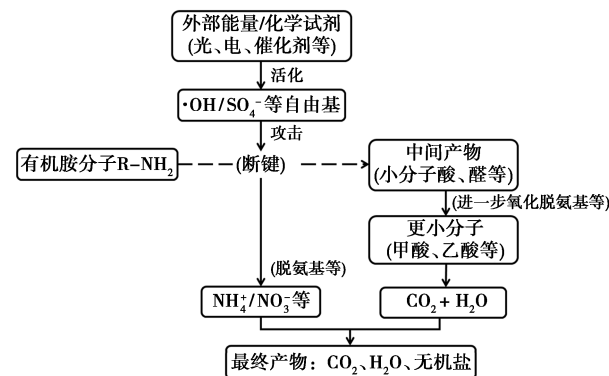 外部能量/化学试剂
(光、电、催化剂等)
活化
·OH/SO₄⁻等自由基
攻击
有机胺分子R-NH₂
(断键)
中间产物
(小分子酸、醛等)
(进一步氧化脱氨基等)
更小分子
(甲酸、乙酸等)
(脱氨基等)
NH₄⁺/NO₃⁻等
CO₂+H₂O
最终产物：CO₂、H₂O、无机盐